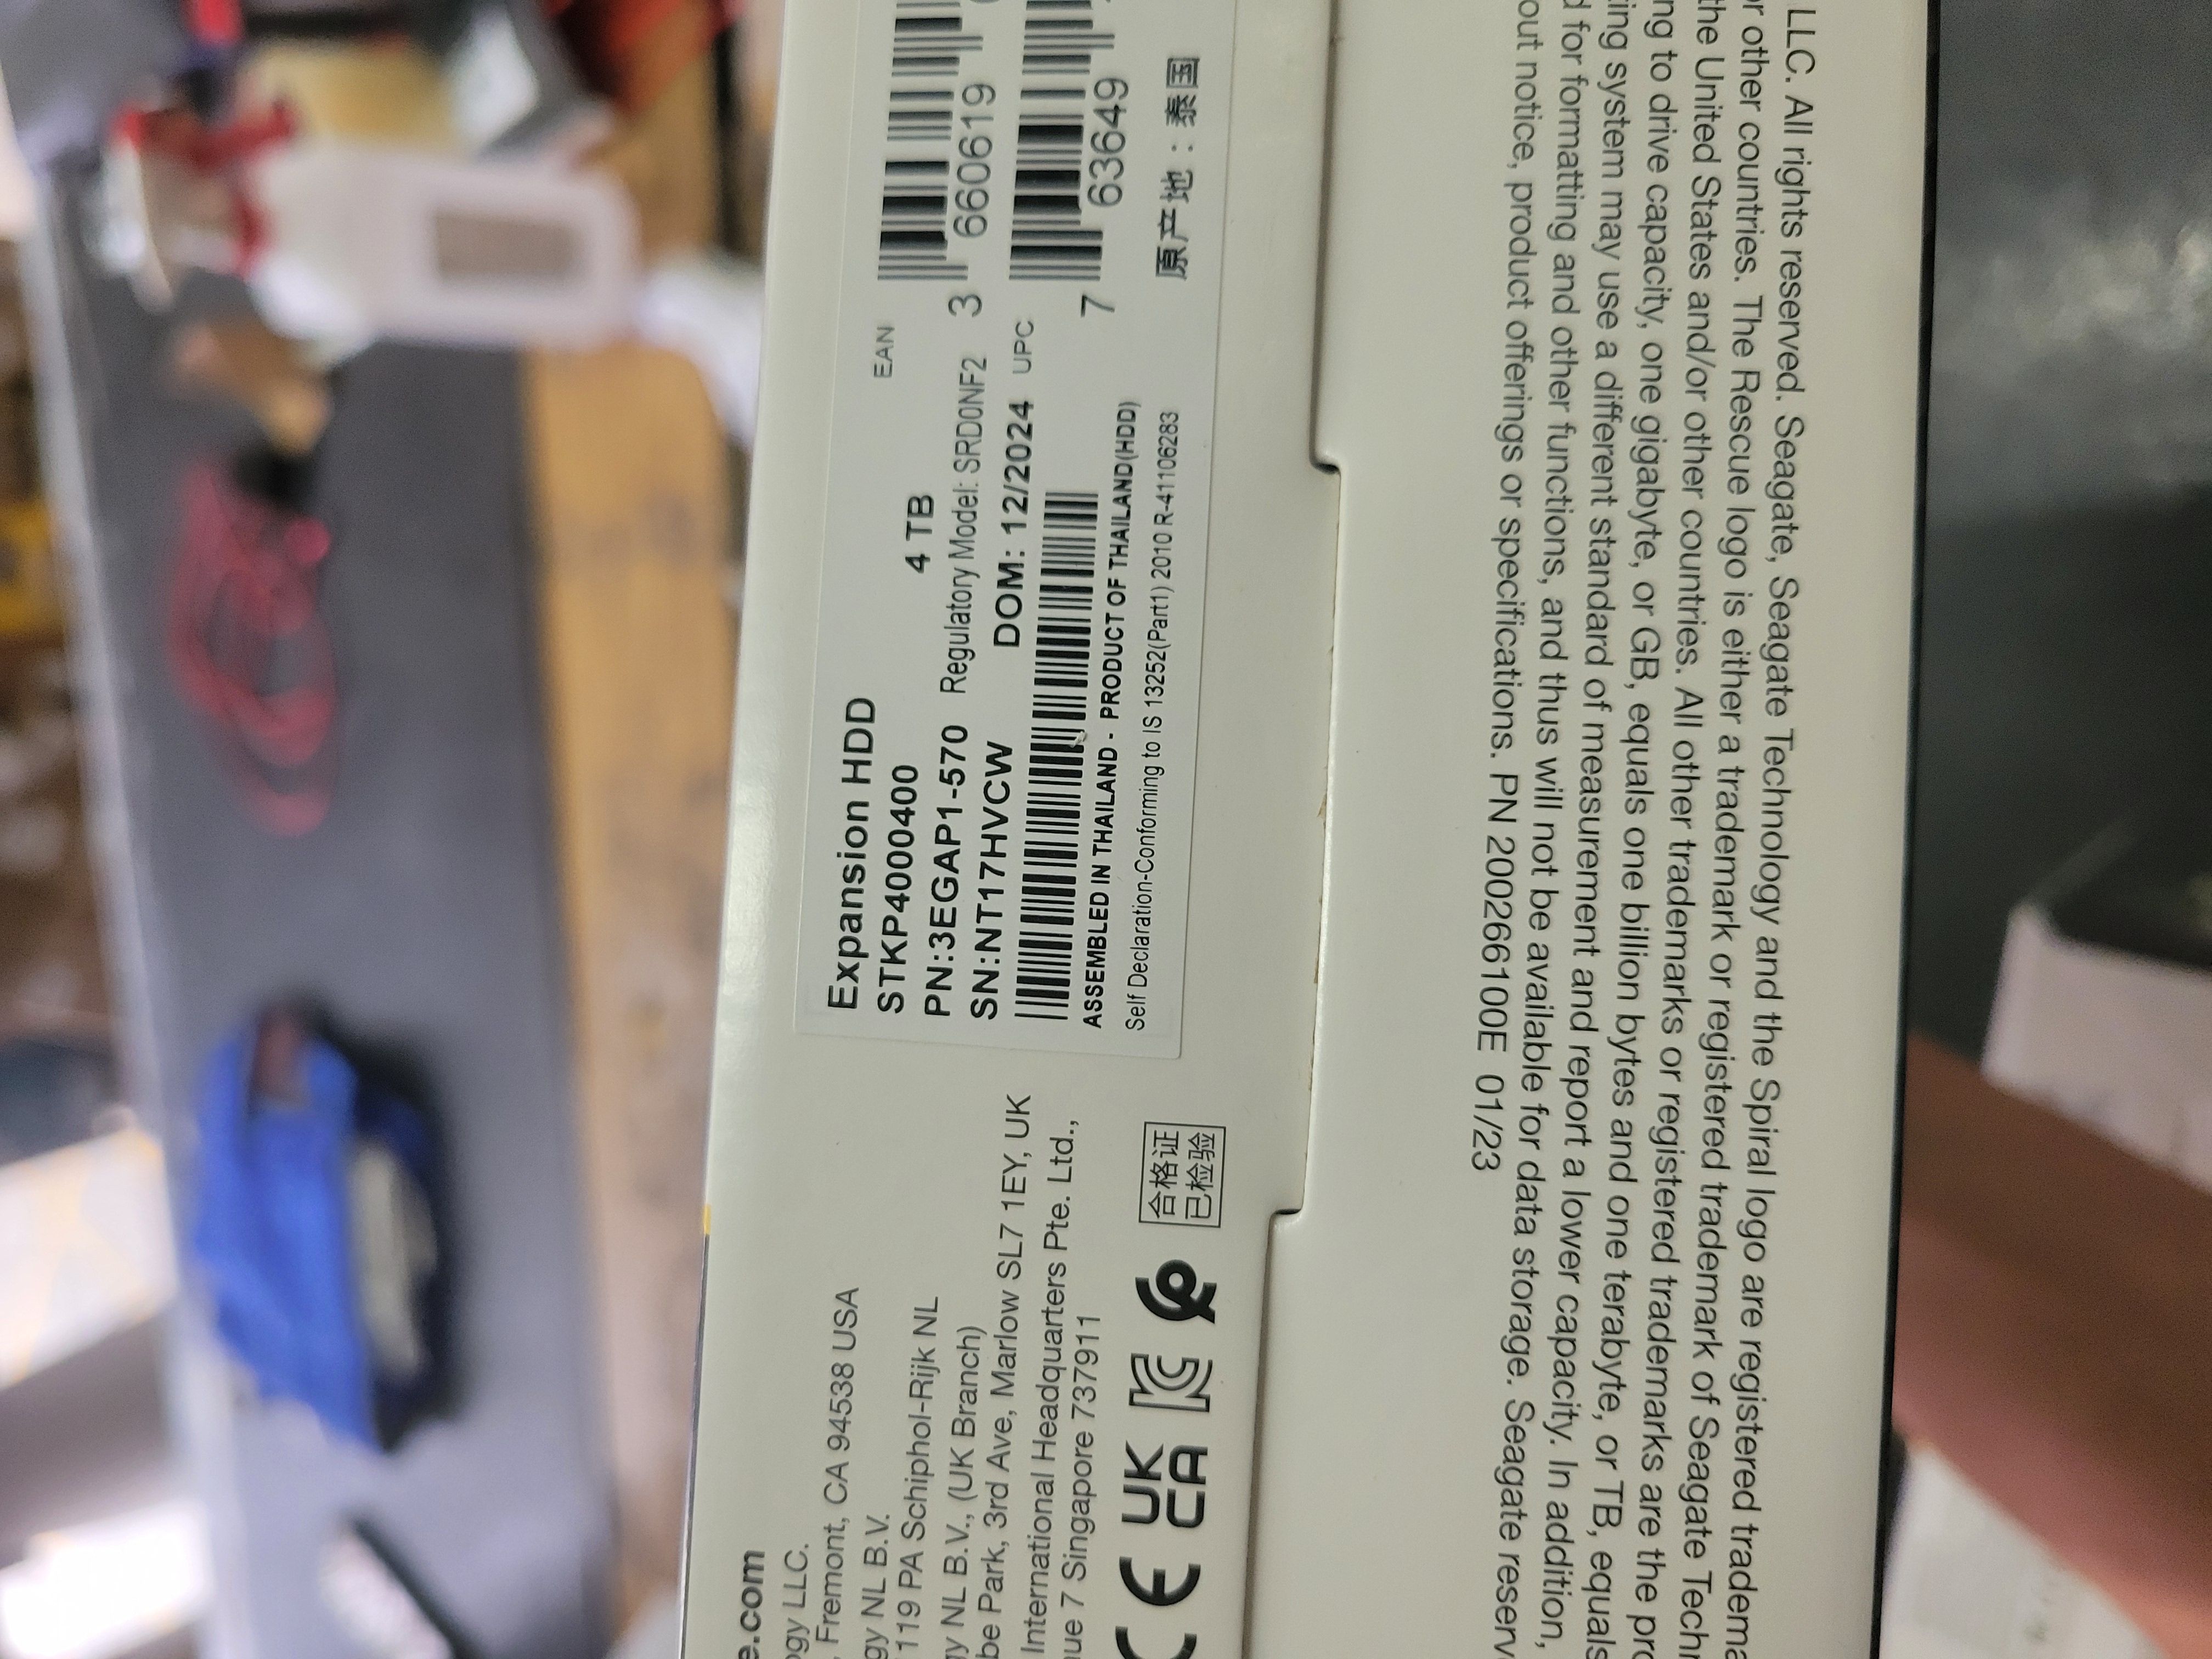 Expansion HDD
STKP4000400 4 TB
PN:3EGAP1-570 Regulatory Model: SRD0NF2
SN:NT17HVCW DOM: 12/2024
ASSEMBLED IN THAILAND - PRODUCT OF THAILAND(HDD)
Self Declaration-Conforming to IS 13252(Part1) 2010 R-41106283
EAN
3 660619
UPC
7 63649
原产地：泰国
e.com
ogy LLC.
, Fremont, CA 94538 USA
gy NL B.V.
119 PA Schiphol-Rijk NL
y NL B.V., (UK Branch)
be Park, 3rd Ave, Marlow SL7 1EY, UK
International Headquarters Pte. Ltd.,
ue 7 Singapore 737911
CE UK
CA
合格证
已检验
LLC. All rights reserved. Seagate, Seagate Technology and the Spiral logo are registered tradema
or other countries. The Rescue logo is either a trademark or registered trademark of Seagate Techn
the United States and/or other countries. All other trademarks or registered trademarks are the pro
ng to drive capacity, one gigabyte, or GB, equals one billion bytes and one terabyte, or TB, equals
ting system may use a different standard of measurement and report a lower capacity. In addition,
d for formatting and other functions, and thus will not be available for data storage. Seagate reserv
out notice, product offerings or specifications. PN 200266100E 01/23